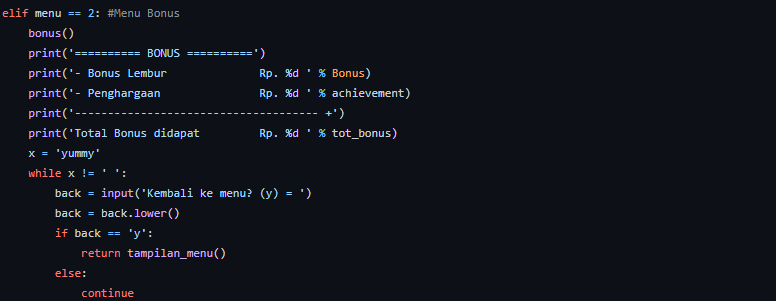 elif menu == 2: #Menu Bonus
    bonus()
    print('========== BONUS ==========')
    print('- Bonus Lembur              Rp. %d ' % Bonus)
    print('- Penghargaan               Rp. %d ' % achievement)
    print('------------------------------------- +')
    print('Total Bonus didapat         Rp. %d ' % tot_bonus)
    x = 'yummy'
    while x != ' ':
        back = input('Kembali ke menu? (y) = ')
        back = back.lower()
        if back == 'y':
            return tampilan_menu()
        else:
            continue